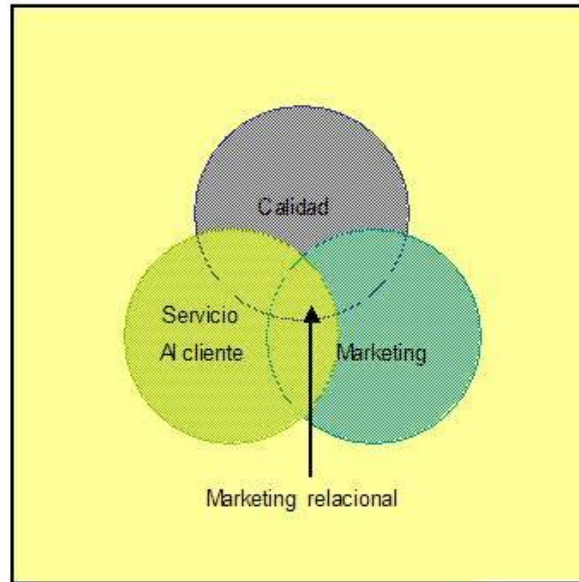 Calidad
Servicio
Al cliente
Marketing
Marketing relacional